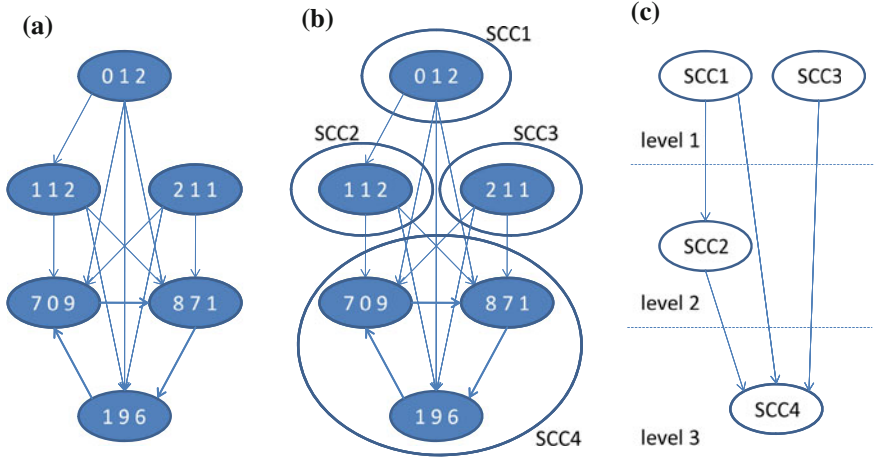 (a)
0 1 2
1 1 2
2 1 1
7 0 9
8 7 1
1 9 6
(b)
SCC1
0 1 2
SCC2
SCC3
1 1 2
2 1 1
7 0 9
8 7 1
1 9 6
SCC4
(c)
SCC1
SCC3
level 1
SCC2
level 2
SCC4
level 3